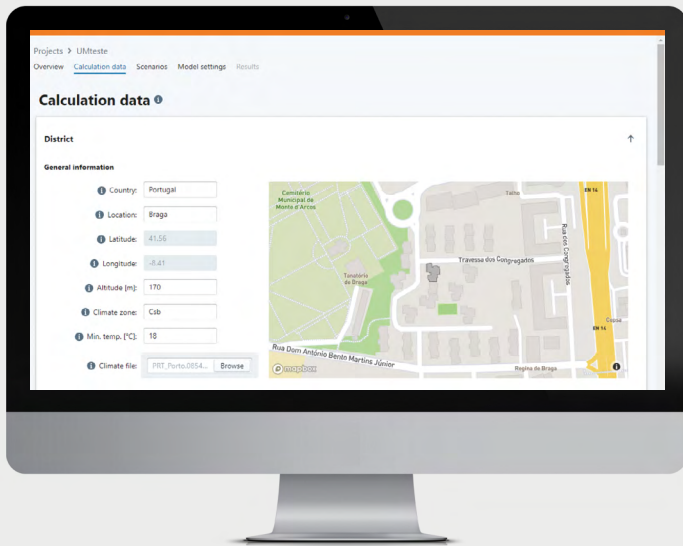 Projects > UMteste
Overview Calculation data Scenarios Model settings Results
Calculation data
District
General information
Country: Portugal
Location: Braga
Latitude: 41.56
Longitude: -8.41
Altitude [m]: 170
Climate zone: Csb
Min. temp. [°C]: 18
Climate file: PRT_Porto.0854... Browse
Cemitério
Municipal de
Monte d'Arcos
Talho
EN 14
Rua dos Congregados
Travessa dos Congregados
Tanatório
de Braga
EN 14
Rua Dom António Bento Martins Júnior
Regina de Braga
mapbox